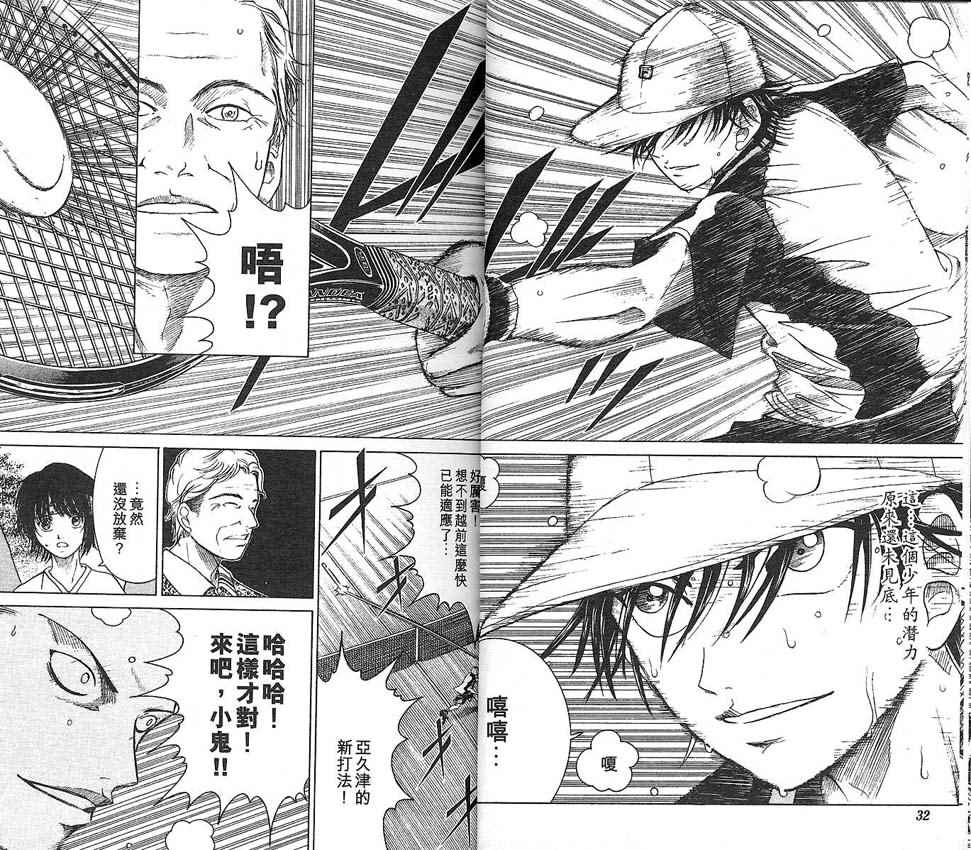 這…這個少年的潛力
原來還未見底…
嗄
嘻嘻…
32
唔!?
好厲害！
想不到越前這麼快
已能適應了…
亞久津的
新打法！
…竟然
還沒放棄？
哈哈哈！
這樣才對！
來吧，小鬼!!